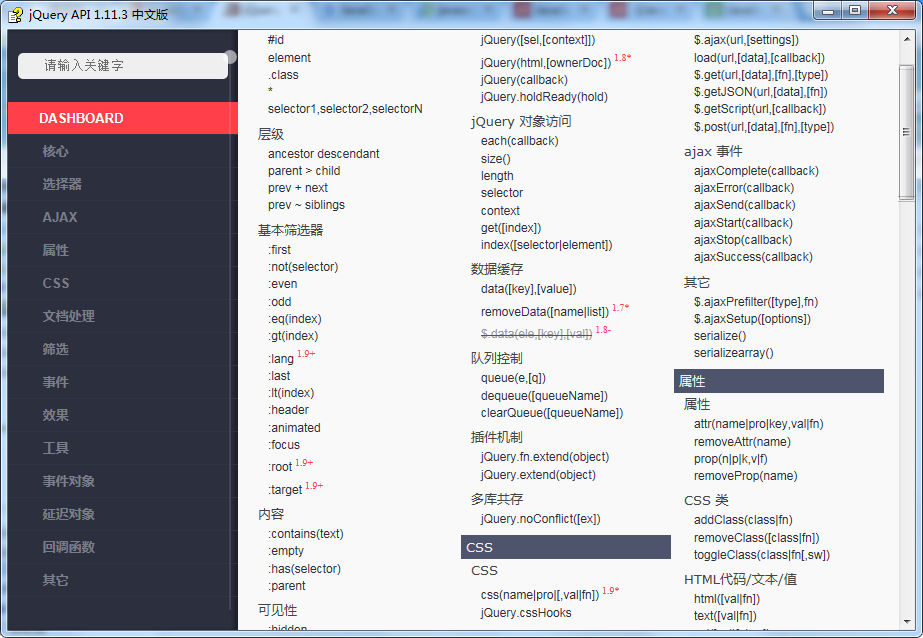 jQuery API 1.11.3 中文版
请输入关键字
DASHBOARD
核心
选择器
AJAX
属性
CSS
文档处理
筛选
事件
效果
工具
事件对象
延迟对象
回调函数
其它
#id
element
.class
*
selector1,selector2,selectorN
层级
ancestor descendant
parent > child
prev + next
prev ~ siblings
基本筛选器
:first
:not(selector)
:even
:odd
:eq(index)
:gt(index)
:lang 1.9+
:last
:lt(index)
:header
:animated
:focus
:root 1.9+
:target 1.9+
内容
:contains(text)
:empty
:has(selector)
:parent
可见性
:hidden
jQuery([sel,[context]])
jQuery(html,[ownerDoc]) 1.8*
jQuery(callback)
jQuery.holdReady(hold)
jQuery 对象访问
each(callback)
size()
length
selector
context
get([index])
index([selector|element])
数据缓存
data([key],[value])
removeData([name|list]) 1.7*
$.data(ele,[key],[val]) 1.8-
队列控制
queue(e,[q])
dequeue([queueName])
clearQueue([queueName])
插件机制
jQuery.fn.extend(object)
jQuery.extend(object)
多库共存
jQuery.noConflict([ex])
CSS
CSS
css(name|pro|[,val|fn]) 1.9*
jQuery.cssHooks
$.ajax(url,[settings])
load(url,[data],[callback])
$.get(url,[data],[fn],[type])
$.getJSON(url,[data],[fn])
$.getScript(url,[callback])
$.post(url,[data],[fn],[type])
ajax 事件
ajaxComplete(callback)
ajaxError(callback)
ajaxSend(callback)
ajaxStart(callback)
ajaxStop(callback)
ajaxSuccess(callback)
其它
$.ajaxPrefilter([type],fn)
$.ajaxSetup([options])
serialize()
serializearray()
属性
属性
attr(name|pro|key,val|fn)
removeAttr(name)
prop(n|p|k,v|f)
removeProp(name)
CSS 类
addClass(class|fn)
removeClass([class|fn])
toggleClass(class|fn[,sw])
HTML代码/文本/值
html([val|fn])
text([val|fn])